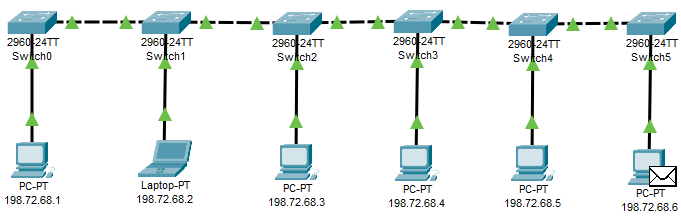 2960-24TT
Switch0
2960-24TT
Switch1
2960-24TT
Switch2
2960-24TT
Switch3
2960-24TT
Switch4
2960-24TT
Switch5
PC-PT
198.72.68.1
Laptop-PT
198.72.68.2
PC-PT
198.72.68.3
PC-PT
198.72.68.4
PC-PT
198.72.68.5
PC-PT
198.72.68.6